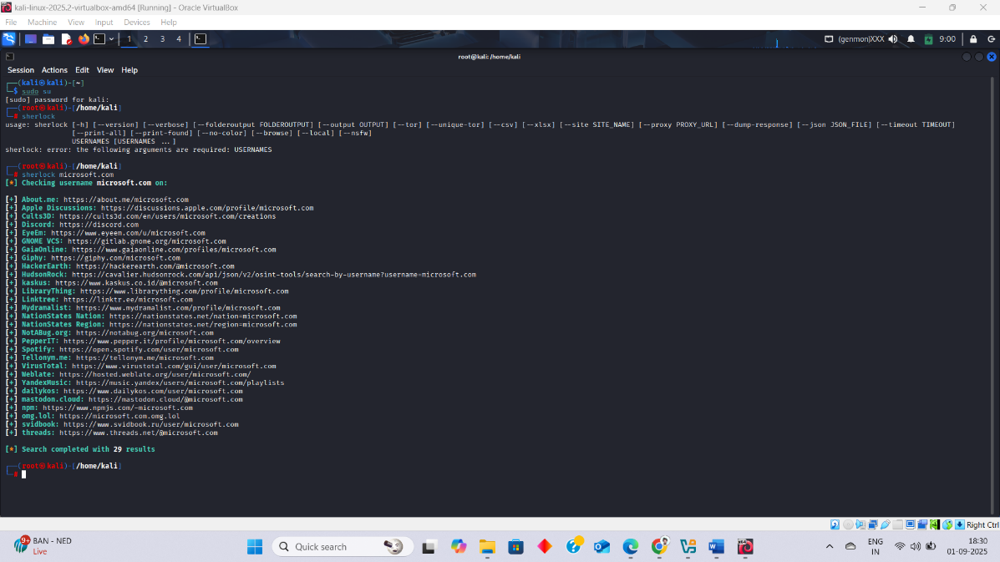 kali-linux-2025.2-virtualbox-amd64 [Running] - Oracle VirtualBox
File Machine View Input Devices Help
1 2 3 4 (genmon)XXX 9:00
root@kali: /home/kali
Session Actions Edit View Help
┌──(kali㉿kali)-[~]
└─$ sudo su
[sudo] password for kali:
┌──(root㉿kali)-[/home/kali]
└─# sherlock
usage: sherlock [-h] [--version] [--verbose] [--folderoutput FOLDEROUTPUT] [--output OUTPUT] [--tor] [--unique-tor] [--csv] [--xlsx] [--site SITE_NAME] [--proxy PROXY_URL] [--dump-response] [--json JSON_FILE] [--timeout TIMEOUT]
[--print-all] [--print-found] [--no-color] [--browse] [--local] [--nsfw]
USERNAMES [USERNAMES ...]
sherlock: error: the following arguments are required: USERNAMES
┌──(root㉿kali)-[/home/kali]
└─# sherlock microsoft.com
[*] Checking username microsoft.com on:
[+] About.me: https://about.me/microsoft.com
[+] Apple Discussions: https://discussions.apple.com/profile/microsoft.com
[+] Cults3D: https://cults3d.com/en/users/microsoft.com/creations
[+] Discord: https://discord.com
[+] EyeEm: https://www.eyeem.com/u/microsoft.com
[+] GNOME VCS: https://gitlab.gnome.org/microsoft.com
[+] GaiaOnline: https://www.gaiaonline.com/profiles/microsoft.com
[+] Giphy: https://giphy.com/microsoft.com
[+] HackerEarth: https://hackerearth.com/@microsoft.com
[+] HudsonRock: https://cavalier.hudsonrock.com/api/json/v2/osint-tools/search-by-username?username=microsoft.com
[+] kaskus: https://www.kaskus.co.id/@microsoft.com
[+] LibraryThing: https://www.librarything.com/profile/microsoft.com
[+] Linktree: https://linktr.ee/microsoft.com
[+] Mydramalist: https://www.mydramalist.com/profile/microsoft.com
[+] NationStates Nation: https://nationstates.net/nation=microsoft.com
[+] NationStates Region: https://nationstates.net/region=microsoft.com
[+] NotABug.org: https://notabug.org/microsoft.com
[+] PepperIT: https://www.pepper.it/profile/microsoft.com/overview
[+] Spotify: https://open.spotify.com/user/microsoft.com
[+] Tellonym.me: https://tellonym.me/microsoft.com
[+] VirusTotal: https://www.virustotal.com/gui/user/microsoft.com
[+] Weblate: https://hosted.weblate.org/user/microsoft.com/
[+] YandexMusic: https://music.yandex/users/microsoft.com/playlists
[+] dailykos: https://www.dailykos.com/user/microsoft.com
[+] mastodon.cloud: https://mastodon.cloud/@microsoft.com
[+] npm: https://www.npmjs.com/~microsoft.com
[+] omg.lol: https://microsoft.com.omg.lol
[+] svidbook: https://www.svidbook.ru/user/microsoft.com
[+] threads: https://www.threads.net/@microsoft.com
[*] Search completed with 29 results
┌──(root㉿kali)-[/home/kali]
└─#
Right Ctrl
9+ BAN - NED
Live
Quick search
ENG
IN
18:30
01-09-2025